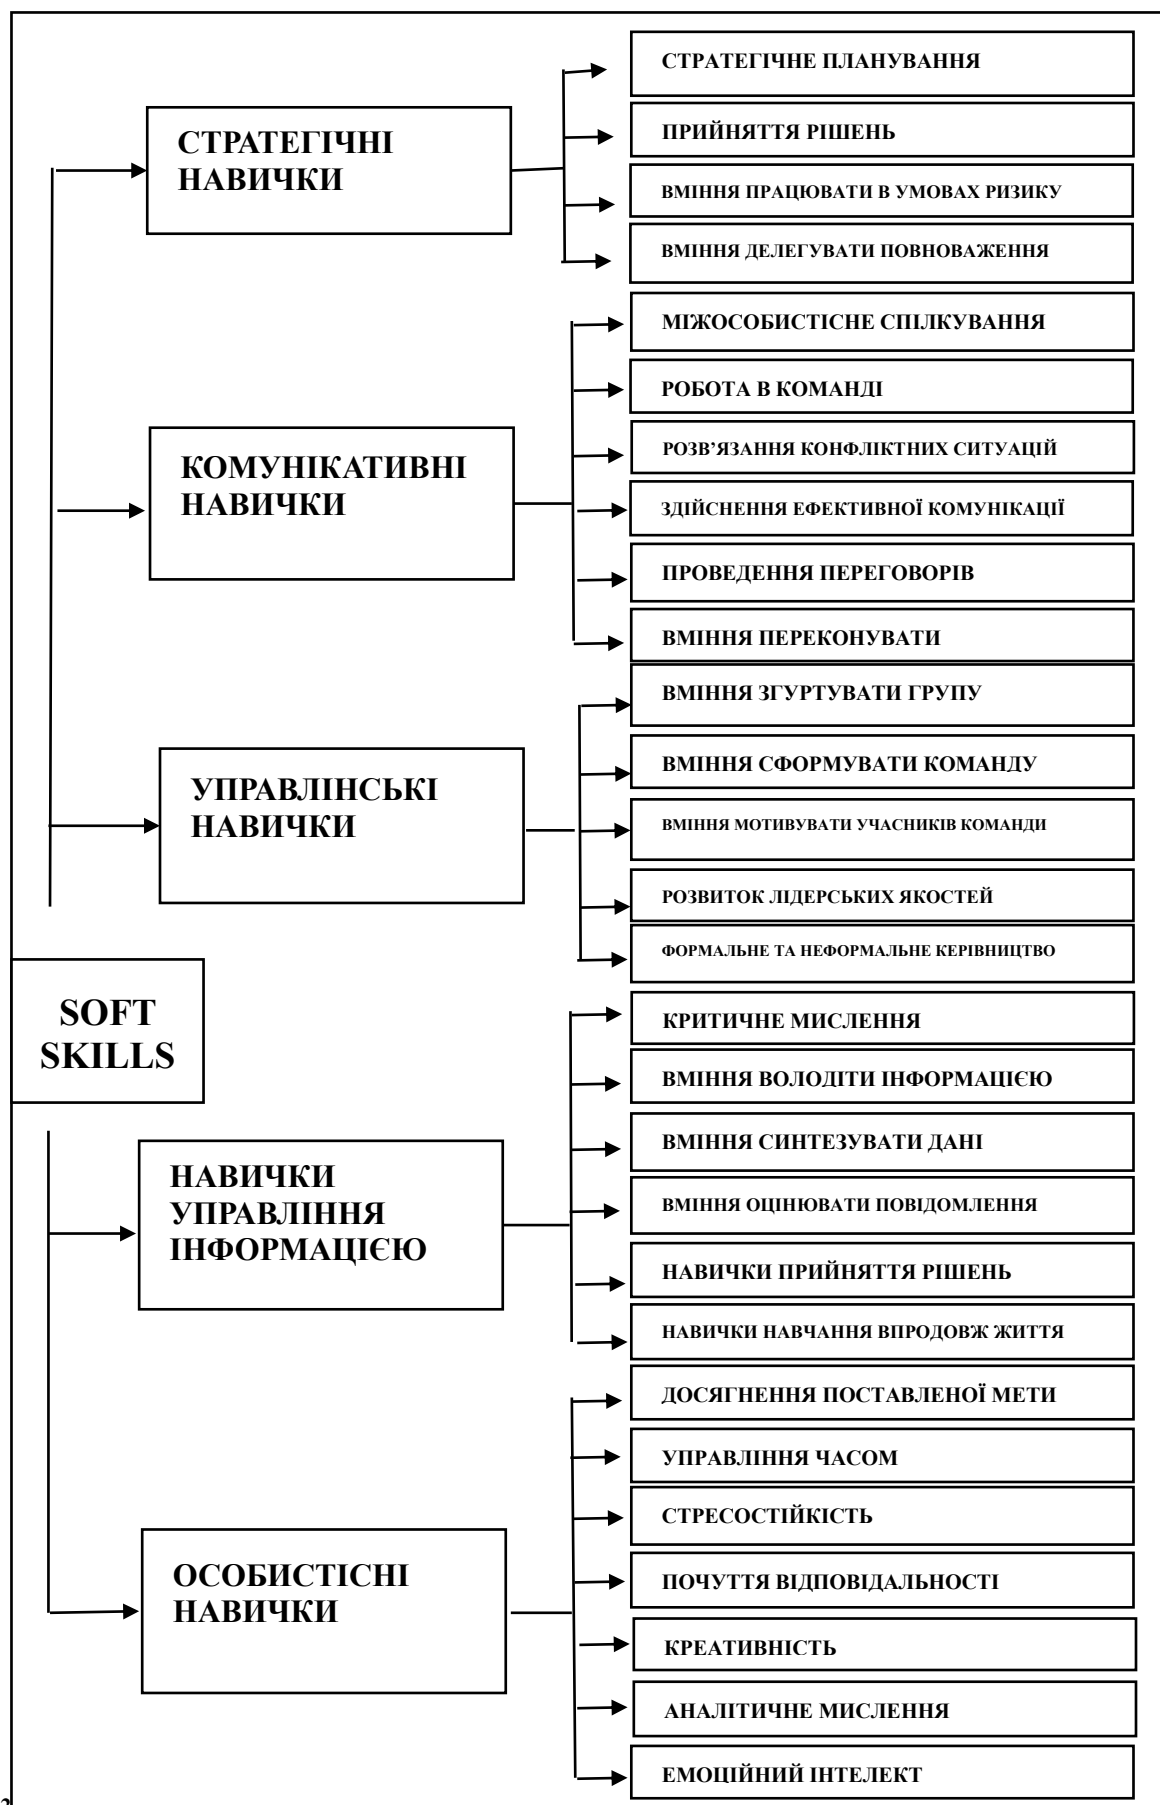 СТРАТЕГІЧНІ
НАВИЧКИ
СТРАТЕГІЧНЕ ПЛАНУВАННЯ
ПРИЙНЯТТЯ РІШЕНЬ
ВМІННЯ ПРАЦЮВАТИ В УМОВАХ РИЗИКУ
ВМІННЯ ДЕЛЕГУВАТИ ПОВНОВАЖЕННЯ
КОМУНІКАТИВНІ
НАВИЧКИ
МІЖОСОБИСТІСНЕ СПІЛКУВАННЯ
РОБОТА В КОМАНДІ
РОЗВ’ЯЗАННЯ КОНФЛІКТНИХ СИТУАЦІЙ
ЗДІЙСНЕННЯ ЕФЕКТИВНОЇ КОМУНІКАЦІЇ
ПРОВЕДЕННЯ ПЕРЕГОВОРІВ
ВМІННЯ ПЕРЕКОНУВАТИ
УПРАВЛІНСЬКІ
НАВИЧКИ
ВМІННЯ ЗГУРТУВАТИ ГРУПУ
ВМІННЯ СФОРМУВАТИ КОМАНДУ
ВМІННЯ МОТИВУВАТИ УЧАСНИКІВ КОМАНДИ
РОЗВИТОК ЛІДЕРСЬКИХ ЯКОСТЕЙ
ФОРМАЛЬНЕ ТА НЕФОРМАЛЬНЕ КЕРІВНИЦТВО
SOFT
SKILLS
НАВИЧКИ
УПРАВЛІННЯ
ІНФОРМАЦІЄЮ
КРИТИЧНЕ МИСЛЕННЯ
ВМІННЯ ВОЛОДІТИ ІНФОРМАЦІЄЮ
ВМІННЯ СИНТЕЗУВАТИ ДАНІ
ВМІННЯ ОЦІНЮВАТИ ПОВІДОМЛЕННЯ
НАВИЧКИ ПРИЙНЯТТЯ РІШЕНЬ
НАВИЧКИ НАВЧАННЯ ВПРОДОВЖ ЖИТТЯ
ОСОБИСТІСНІ
НАВИЧКИ
ДОСЯГНЕННЯ ПОСТАВЛЕНОЇ МЕТИ
УПРАВЛІННЯ ЧАСОМ
СТРЕСОСТІЙКІСТЬ
ПОЧУТТЯ ВІДПОВІДАЛЬНОСТІ
КРЕАТИВНІСТЬ
АНАЛІТИЧНЕ МИСЛЕННЯ
ЕМОЦІЙНИЙ ІНТЕЛЕКТ